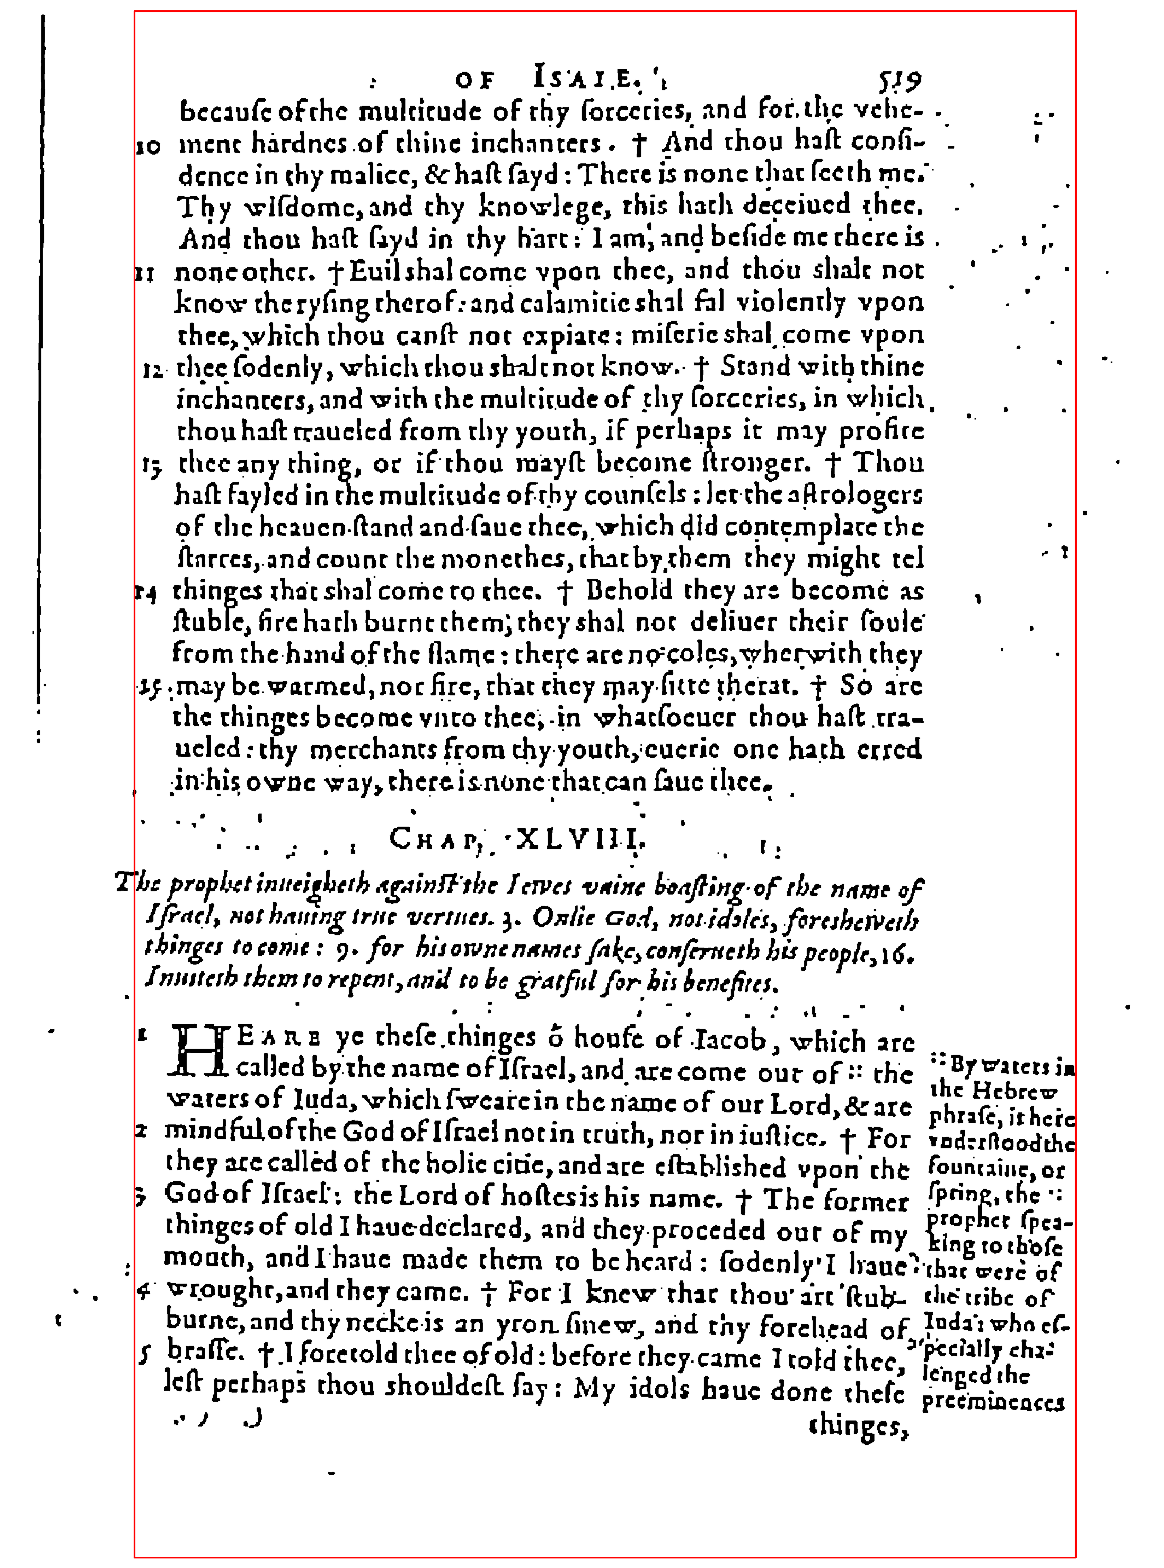 OF ISAIE. 519
becauſe of the multitude of thy ſorceries, and for the vehe-
10 ment hardnes of thine inchanters. † And thou haſt confi-
dence in thy malice, & haſt ſayd: There is none that ſeeth me.
Thy wiſdome, and thy knowlege, this hath deceiued thee.
And thou haſt ſayd in thy hart: I am, and beſide me there is
11 none other. † Euil shal come vpon thee, and thou shalt not
know the ryſing therof: and calamitie shal fal violently vpon
thee, which thou canſt not expiate: miſerie shal come vpon
12 thee ſodenly, which thou shalt not know. † Stand with thine
inchanters, and with the multitude of thy ſorceries, in which
thou haſt traueled from thy youth, if perhaps it may profite
13 thee any thing, or if thou mayſt become ſtronger. † Thou
haſt fayled in the multitude of thy counſels: let the aſtrologers
of the heauen ſtand and ſaue thee, which did contemplate the
ſtarres, and count the monethes, that by them they might tel
14 thinges that shal come to thee. † Behold they are become as
ſtuble, fire hath burnt them; they shal not deliuer their ſoule
from the hand of the flame: there are no coles, wherwith they
15 may be warmed, nor fire, that they may ſitte therat. † So are
the thinges become vnto thee, in whatſoeuer thou haſt tra-
ueled: thy merchants from thy youth, euerie one hath erred
in his owne way, there is none that can ſaue thee.
CHAP. XLVIII.
The prophet inueigheth againſt the Iewes vaine boaſting of the name of
Iſrael, not hauing true vertues. 3. Onlie God, not idoles, foresheweth
thinges to come: 9. for his owne names ſake, conſerueth his people, 16.
Inuiteth them to repent, and to be gratful for his benefites.
1 HEARE ye theſe thinges ô houſe of Iacob, which are
called by the name of Iſrael, and are come out of :: the
waters of Iuda, which ſweare in the name of our Lord, & are
2 mindful of the God of Iſrael not in truth, nor in iuſtice. † For
they are called of the holie citie, and are eſtablished vpon the
3 God of Iſrael: the Lord of hoſtes is his name. † The former
thinges of old I haue declared, and they proceded out of my
mouth, and I haue made them to be heard: ſodenly I haue
4 wrought, and they came. † For I knew that thou art ſtub-
burne, and thy necke is an yron ſinew, and thy forehead of
5 braſſe. † I foretold thee of old: before they came I told thee,
leſt perhaps thou shouldeſt ſay: My idols haue done theſe
thinges,
:: By waters in
the Hebrew
phraſe, is here
vnderſtood the
fountaine, or
ſpring, the
prophet ſpea-
king to thoſe
that were of
the tribe of
Iuda: who eſ-
pecially cha-
lenged the
preeminences